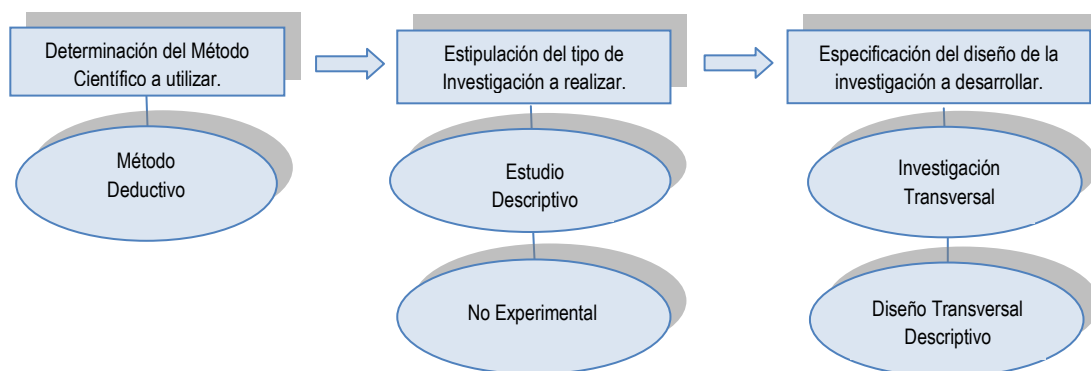 Determinación del Método
Científico a utilizar.
Estipulación del tipo de
Investigación a realizar.
Especificación del diseño de la
investigación a desarrollar.
Método
Deductivo
Estudio
Descriptivo
Investigación
Transversal
No Experimental
Diseño Transversal
Descriptivo